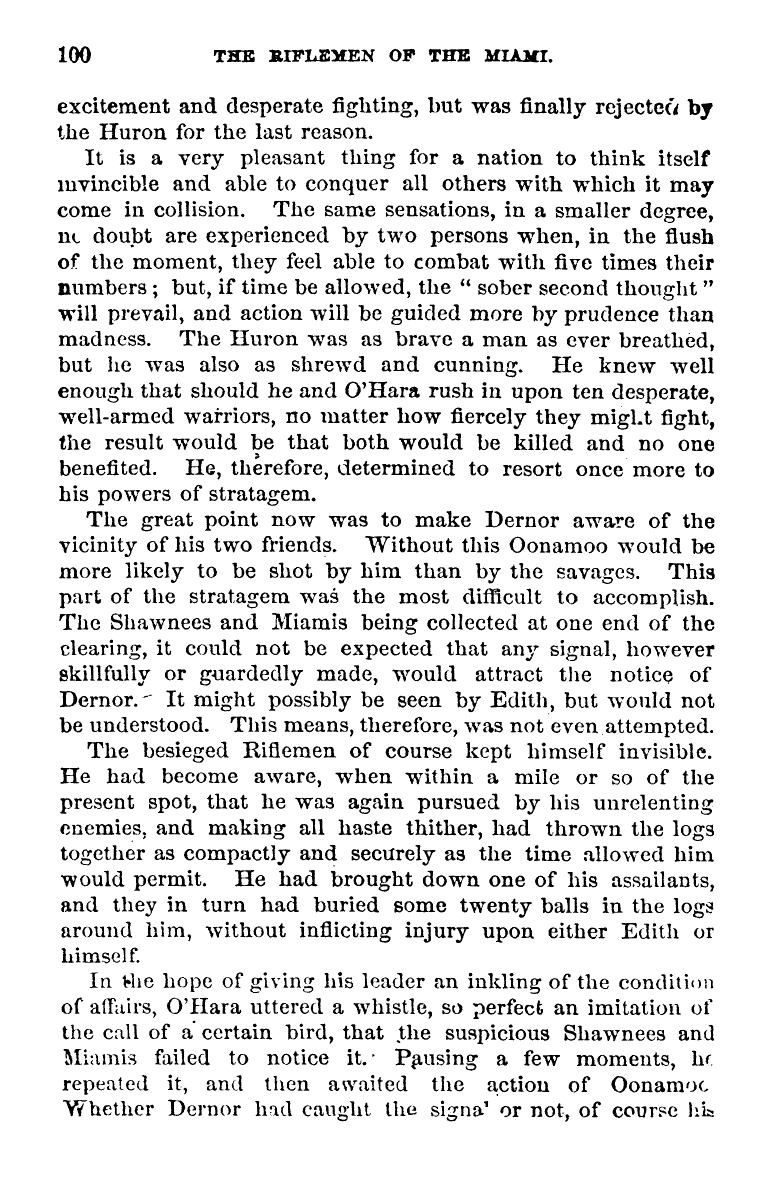 100 THE RIFLEMEN OF THE MIAMI.
excitement and desperate fighting, but was finally rejected by
the Huron for the last reason.
It is a very pleasant thing for a nation to think itself
invincible and able to conquer all others with which it may
come in collision. The same sensations, in a smaller degree,
no doubt are experienced by two persons when, in the flush
of the moment, they feel able to combat with five times their
numbers; but, if time be allowed, the “ sober second thought ”
will prevail, and action will be guided more by prudence than
madness. The Huron was as brave a man as ever breathed,
but he was also as shrewd and cunning. He knew well
enough that should he and O’Hara rush in upon ten desperate,
well-armed warriors, no matter how fiercely they might fight,
the result would be that both would be killed and no one
benefited. He, therefore, determined to resort once more to
his powers of stratagem.
The great point now was to make Dernor aware of the
vicinity of his two friends. Without this Oonamoo would be
more likely to be shot by him than by the savages. This
part of the stratagem was the most difficult to accomplish.
The Shawnees and Miamis being collected at one end of the
clearing, it could not be expected that any signal, however
skillfully or guardedly made, would attract the notice of
Dernor. It might possibly be seen by Edith, but would not
be understood. This means, therefore, was not even attempted.
The besieged Riflemen of course kept himself invisible.
He had become aware, when within a mile or so of the
present spot, that he was again pursued by his unrelenting
enemies, and making all haste thither, had thrown the logs
together as compactly and securely as the time allowed him
would permit. He had brought down one of his assailants,
and they in turn had buried some twenty balls in the logs
around him, without inflicting injury upon either Edith or
himself.
In the hope of giving his leader an inkling of the condition
of affairs, O’Hara uttered a whistle, so perfect an imitation of
the call of a certain bird, that the suspicious Shawnees and
Miamis failed to notice it. Pausing a few moments, he
repeated it, and then awaited the action of Oonamoo.
Whether Dernor had caught the signal or not, of course his